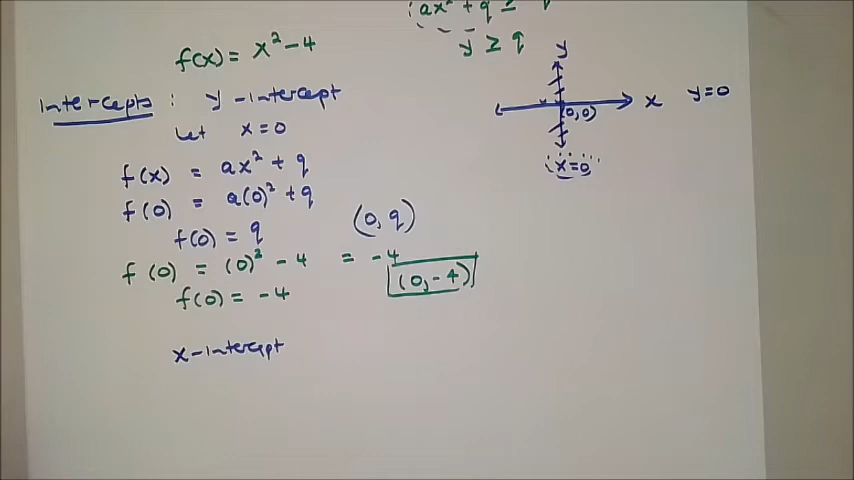 ax² + q ≥ q
y ≥ q
f(x) = x² - 4
Intercepts : y-intercept
Let x = 0
f(x) = ax² + q
f(0) = a(0)² + q
f(0) = q (0, q)
f(0) = (0)² - 4 = -4
f(0) = -4 (0, -4)
x-intercept
y
x y=0
(0,0)
x=0